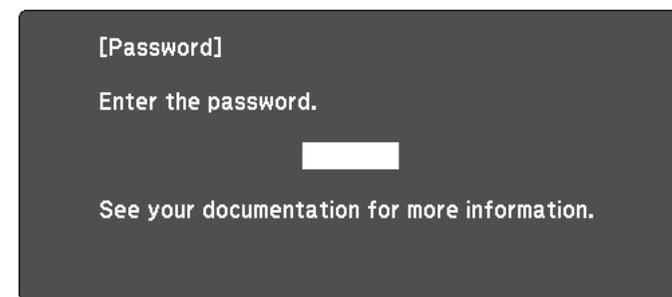 [Password]
Enter the password.
See your documentation for more information.